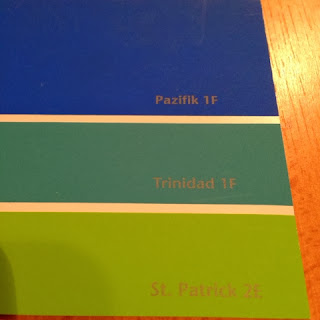 Pazifik 1F
Trinidad 1F
St. Patrick 2F